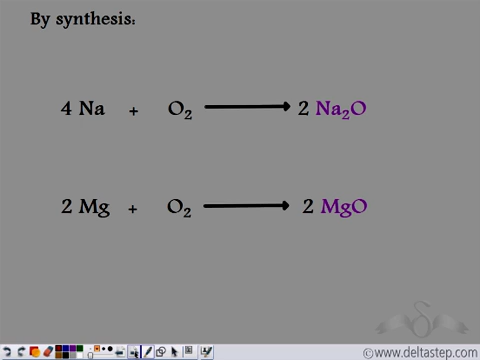 By synthesis:
4 Na + O₂ ⟶ 2 Na₂O
2 Mg + O₂ ⟶ 2 MgO
©www.deltastep.com